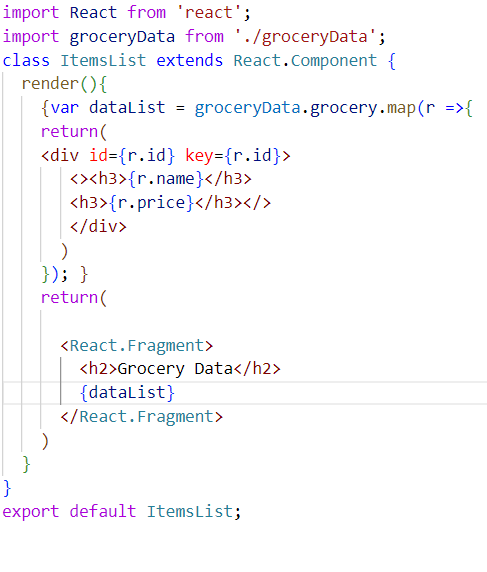 import React from 'react';
import groceryData from './groceryData';
class ItemsList extends React.Component {
  render(){
    {var dataList = groceryData.grocery.map(r =>{
    return(
    <div id={r.id} key={r.id}>
       <><h3>{r.name}</h3>
       <h3>{r.price}</h3></>
       </div>
      )
    }); }
    return(
      <React.Fragment>
        <h2>Grocery Data</h2>
        {dataList}
      </React.Fragment>
    )
  }
}
export default ItemsList;